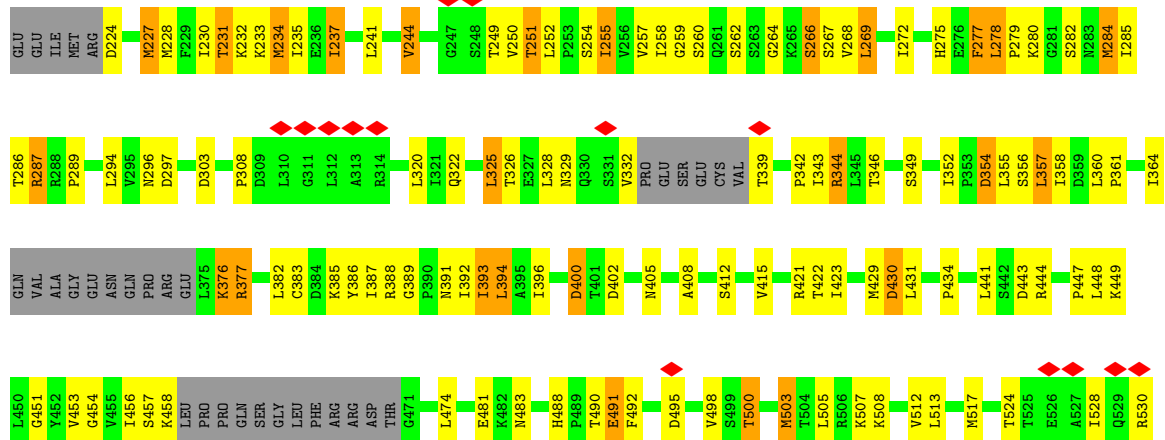 GLU GLU ILE MET ARG D224 M227 M228 F229 I230 T231 K232 K233 M234 I235 E236 I237 L241 V244 G247 S248 T249 V250 T251 L252 P253 S254 I255 V256 V257 I258 G259 S260 Q261 S262 S263 G264 K265 S266 S267 V268 L269 I272 H275 E276 F277 L278 P279 K280 G281 S282 N283 M284 I285
T286 R287 R288 P289 L294 V295 N296 D297 D303 P308 D309 L310 G311 L312 A313 R314 L320 I321 Q322 L325 T326 E327 L328 N329 Q330 S331 V332 PRO GLU SER GLU CYS VAL T339 P342 I343 R344 L345 T346 S349 I352 P353 D354 L355 S356 L357 I358 D359 L360 P361 I364
GLN VAL ALA GLY GLU ASN GLN PRO ARG GLU L375 K376 R377 L382 C383 D384 K385 Y386 I387 R388 G389 P390 N391 I392 I393 L394 A395 I396 D400 T401 D402 N405 A408 S412 V415 R421 T422 I423 M429 D430 L431 P434 L441 S442 D443 R444 P447 L448 K449
L450 G451 Y452 V453 G454 V455 I456 S457 K458 LEU PRO PRO GLN SER GLY LEU PHE ARG ARG ASP THR G471 L474 E481 K482 N483 H488 P489 T490 E491 F492 D495 V498 S499 T500 M503 T504 L505 R506 K507 K508 V512 L513 M517 T524 T525 E526 A527 I528 Q529 R530